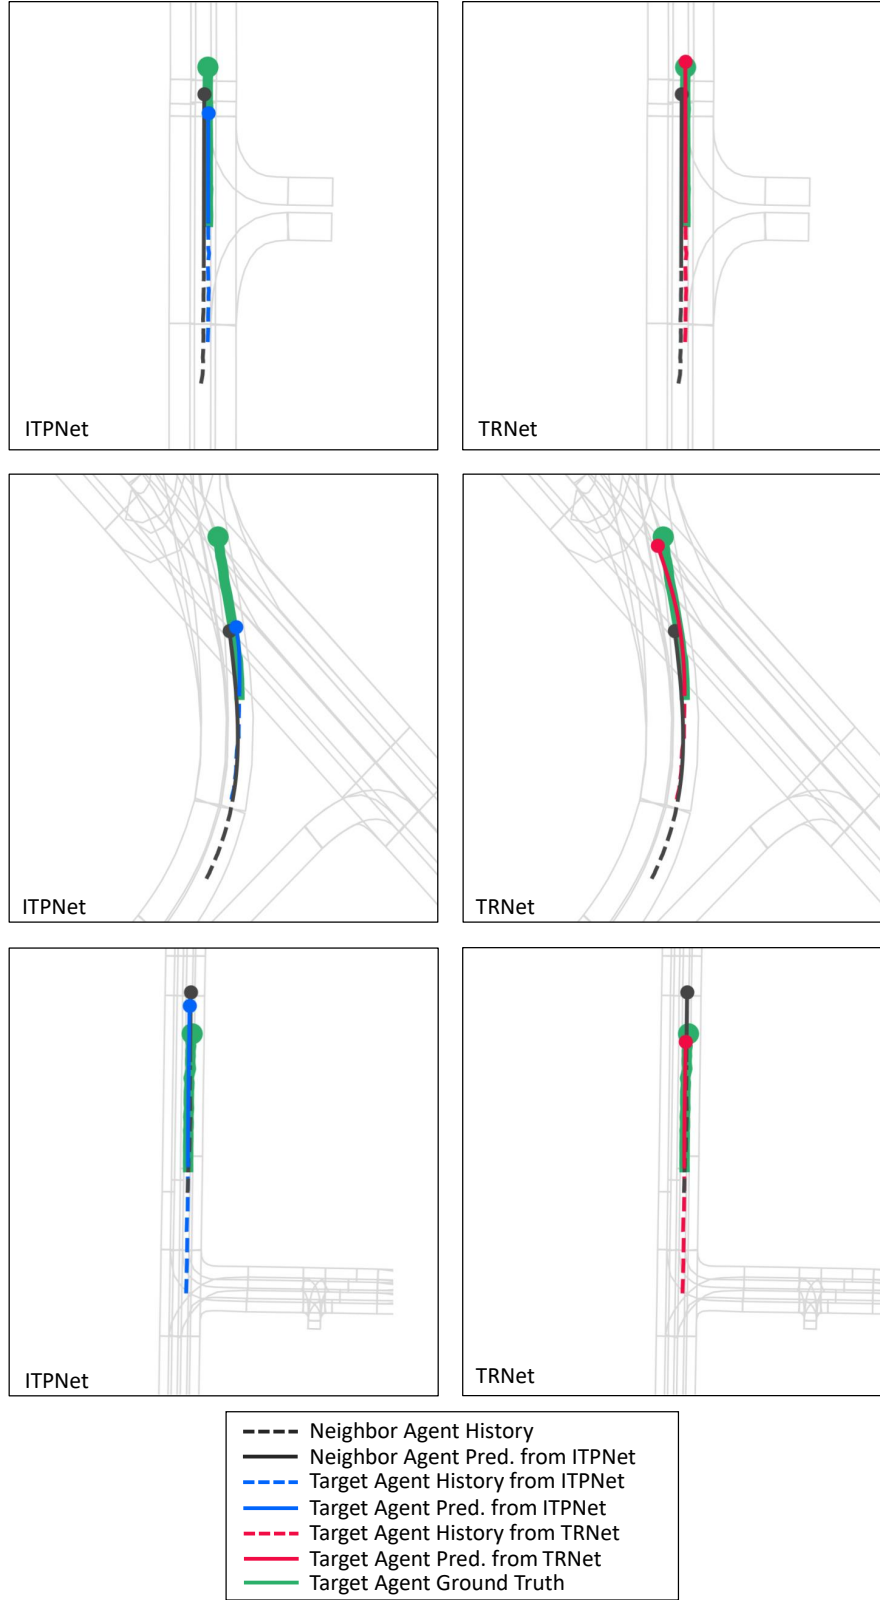 ITPNet
TRNet
ITPNet
TRNet
ITPNet
TRNet
Neighbor Agent History
Neighbor Agent Pred. from ITPNet
Target Agent History from ITPNet
Target Agent Pred. from ITPNet
Target Agent History from TRNet
Target Agent Pred. from TRNet
Target Agent Ground Truth